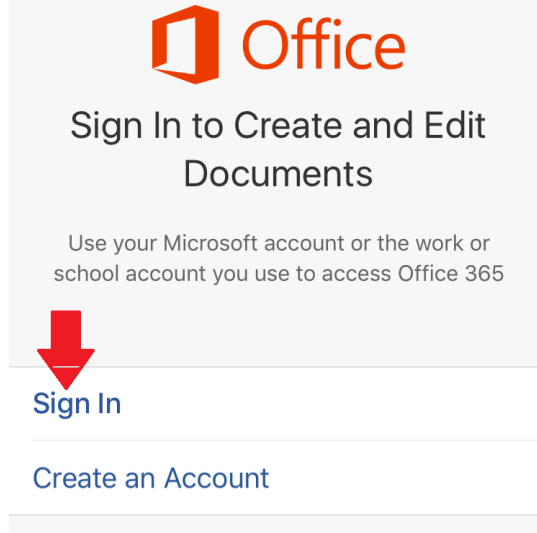 Office
Sign In to Create and Edit
Documents
Use your Microsoft account or the work or
school account you use to access Office 365
Sign In
Create an Account